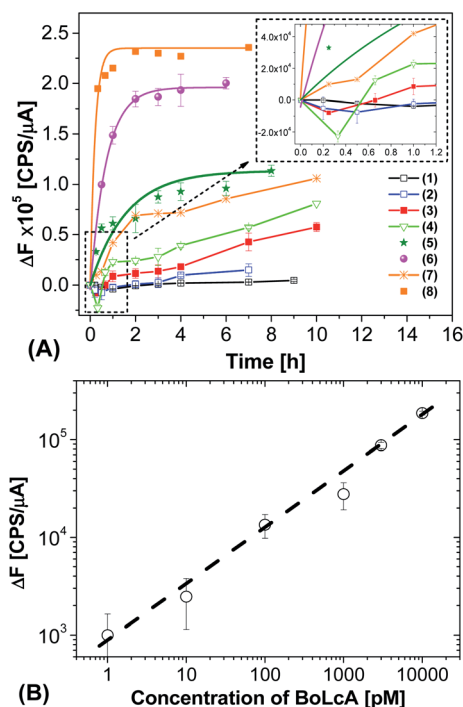 4.0x10⁴
2.0x10⁴
0.0
-2.0x10⁴
0.0 0.2 0.4 0.6 0.8 1.0 1.2
ΔF x10⁵ [CPS/μA]
2.5
2.0
1.5
1.0
0.5
0.0
(1)
(2)
(3)
(4)
(5)
(6)
(7)
(8)
0 2 4 6 8 10 12 14 16
(A) Time [h]
ΔF [CPS/μA]
10⁵
10⁴
10³
1 10 100 1000 10000
(B) Concentration of BoLcA [pM]